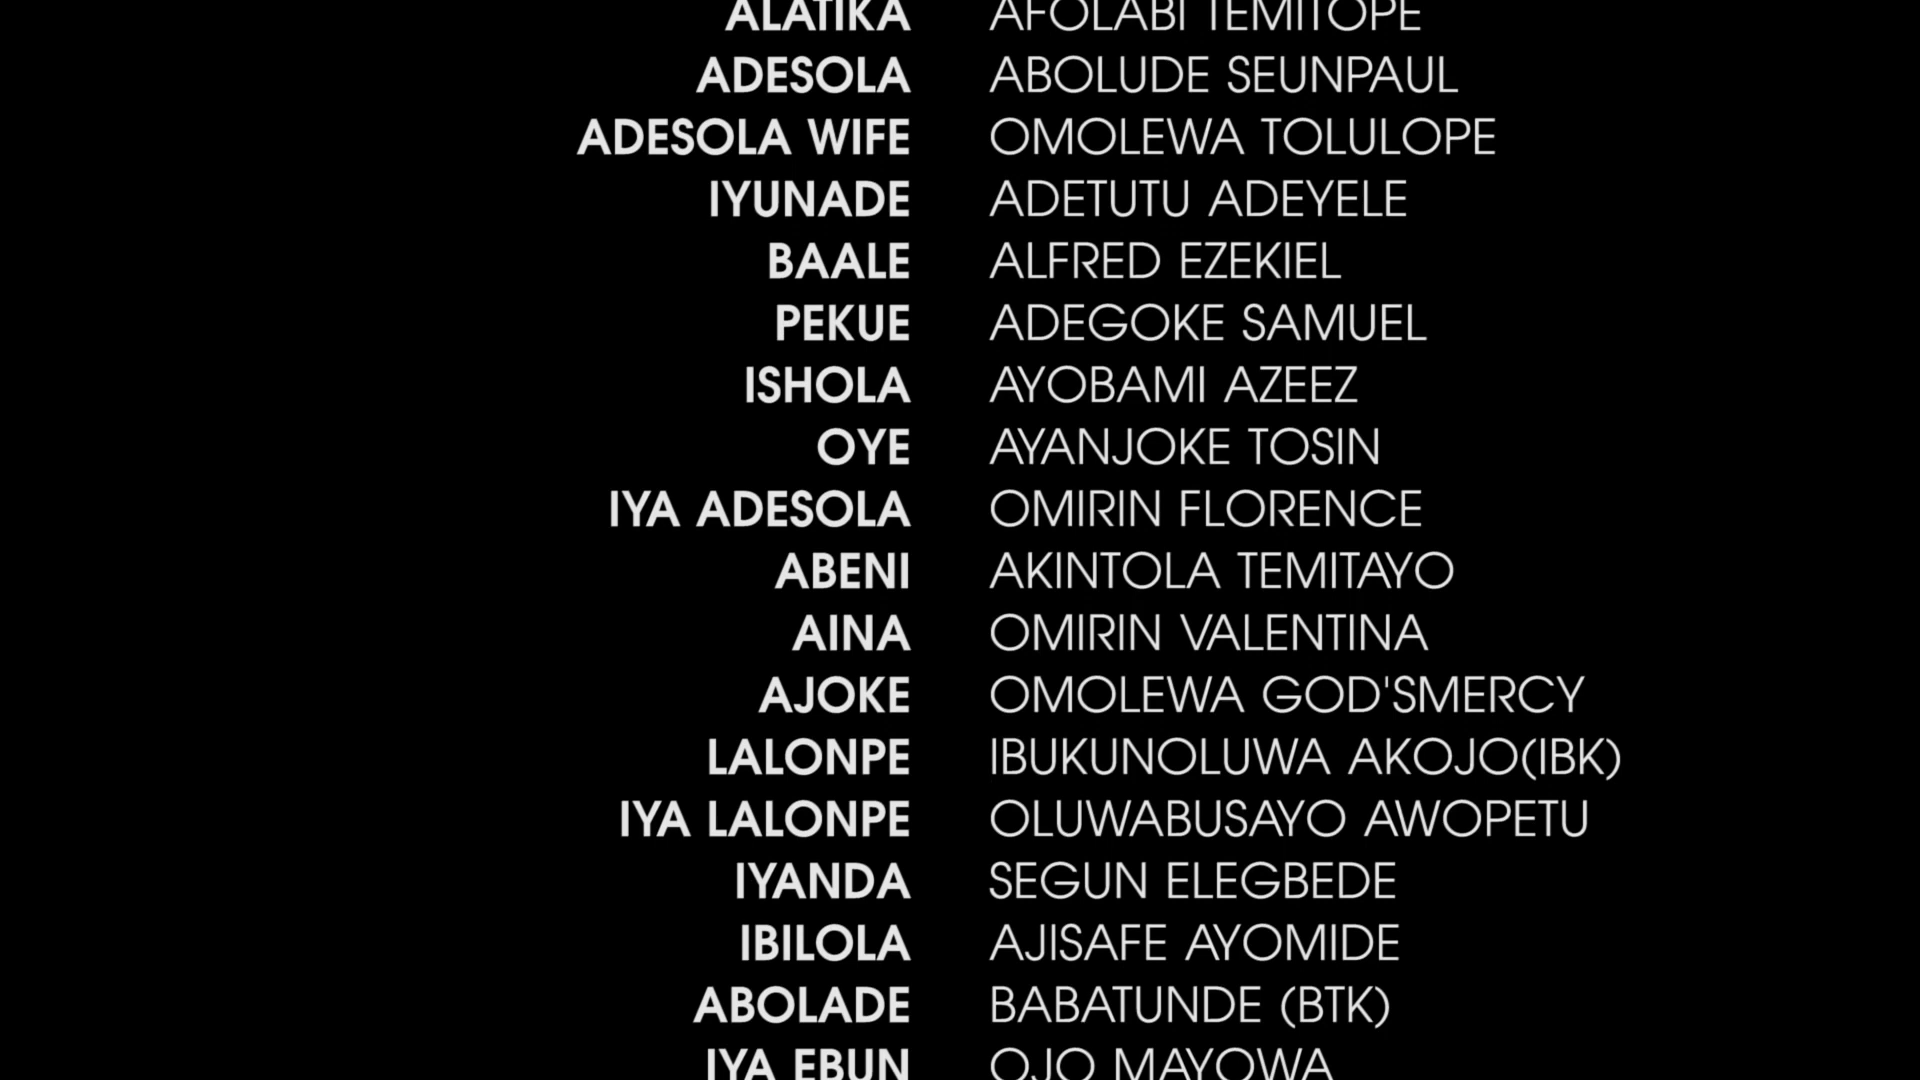 ALATIKA AFOLABI TEMITOPE
ADESOLA ABOLUDE SEUNPAUL
ADESOLA WIFE OMOLEWA TOLULOPE
IYUNADE ADETUTU ADEYELE
BAALE ALFRED EZEKIEL
PEKUE ADEGOKE SAMUEL
ISHOLA AYOBAMI AZEEZ
OYE AYANJOKE TOSIN
IYA ADESOLA OMIRIN FLORENCE
ABENI AKINTOLA TEMITAYO
AINA OMIRIN VALENTINA
AJOKE OMOLEWA GOD'SMERCY
LALONPE IBUKUNOLUWA AKOJO(IBK)
IYA LALONPE OLUWABUSAYO AWOPETU
IYANDA SEGUN ELEGBEDE
IBILOLA AJISAFE AYOMIDE
ABOLADE BABATUNDE (BTK)
IYA EBUN OJO MAYOWA